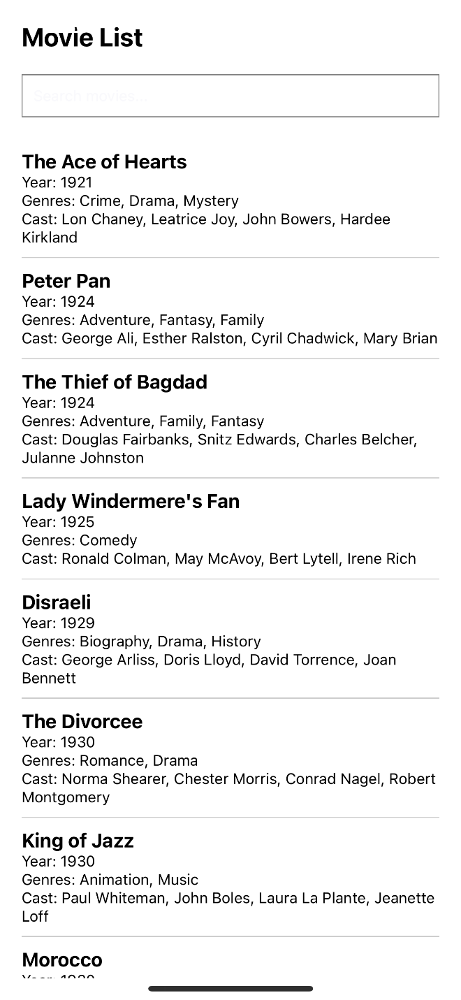 Movie List
Search movies...
The Ace of Hearts
Year: 1921
Genres: Crime, Drama, Mystery
Cast: Lon Chaney, Leatrice Joy, John Bowers, Hardee
Kirkland
Peter Pan
Year: 1924
Genres: Adventure, Fantasy, Family
Cast: George Ali, Esther Ralston, Cyril Chadwick, Mary Brian
The Thief of Bagdad
Year: 1924
Genres: Adventure, Family, Fantasy
Cast: Douglas Fairbanks, Snitz Edwards, Charles Belcher,
Julanne Johnston
Lady Windermere's Fan
Year: 1925
Genres: Comedy
Cast: Ronald Colman, May McAvoy, Bert Lytell, Irene Rich
Disraeli
Year: 1929
Genres: Biography, Drama, History
Cast: George Arliss, Doris Lloyd, David Torrence, Joan
Bennett
The Divorcee
Year: 1930
Genres: Romance, Drama
Cast: Norma Shearer, Chester Morris, Conrad Nagel, Robert
Montgomery
King of Jazz
Year: 1930
Genres: Animation, Music
Cast: Paul Whiteman, John Boles, Laura La Plante, Jeanette
Loff
Morocco
Year: 1930